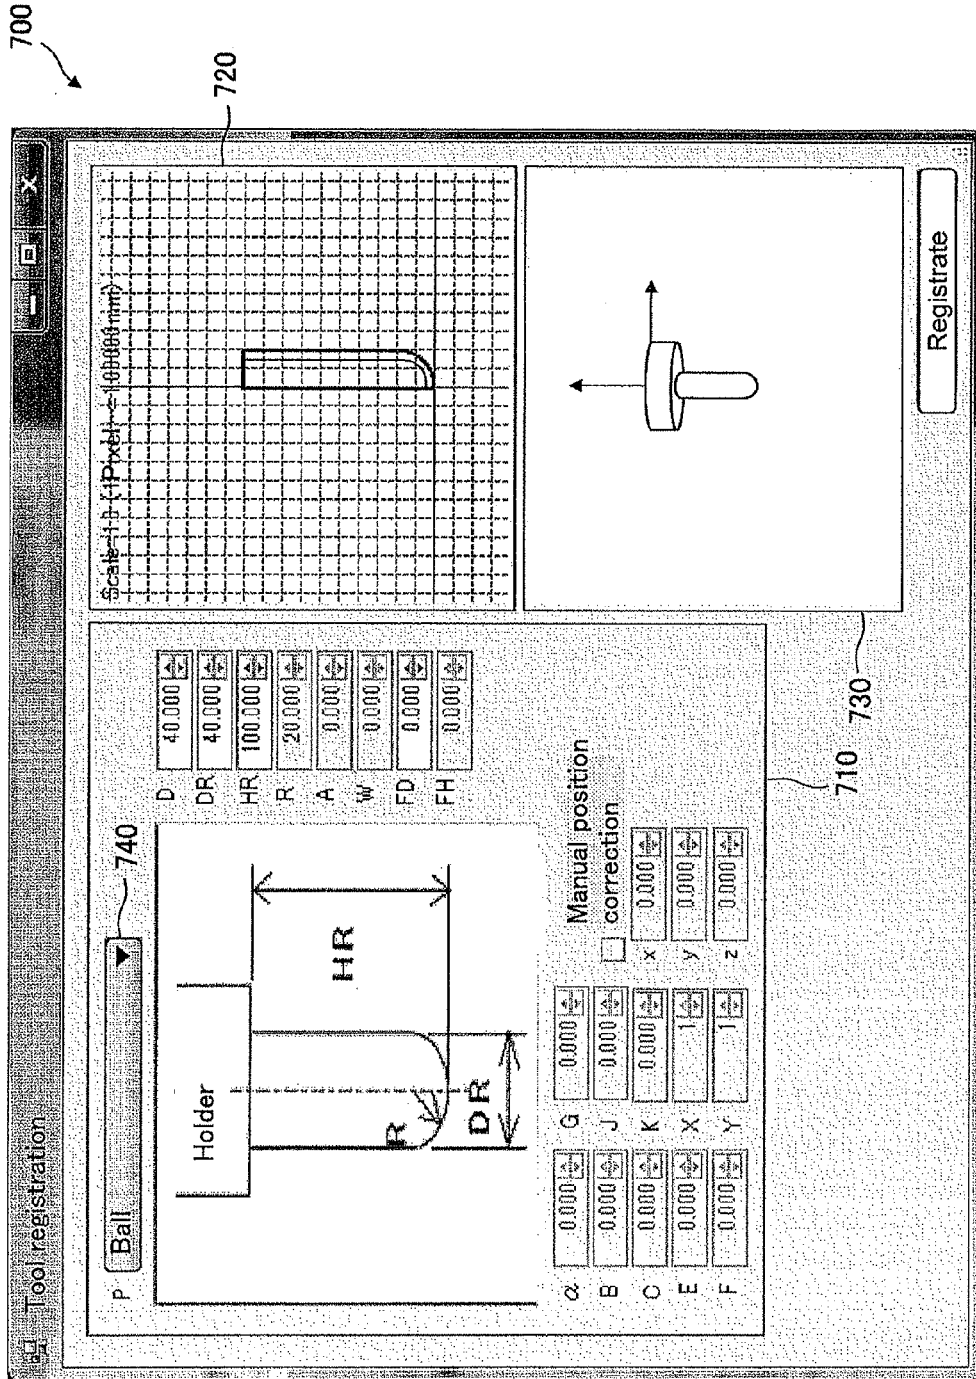 700
Tool registration
P Ball
740
Holder
HR
R
DR
D 40.000
DR 40.000
HR 100.000
R 20.000
A 0.000
W 0.000
FD 0.000
FH 0.000
α 0.000
B 0.000
C 0.000
E 0.000
F 0.000
G 0.000
J 0.000
K 0.000
X 1
Y 1
Manual position
correction
x 0.000
y 0.000
z 0.000
710
720
730
Registrate